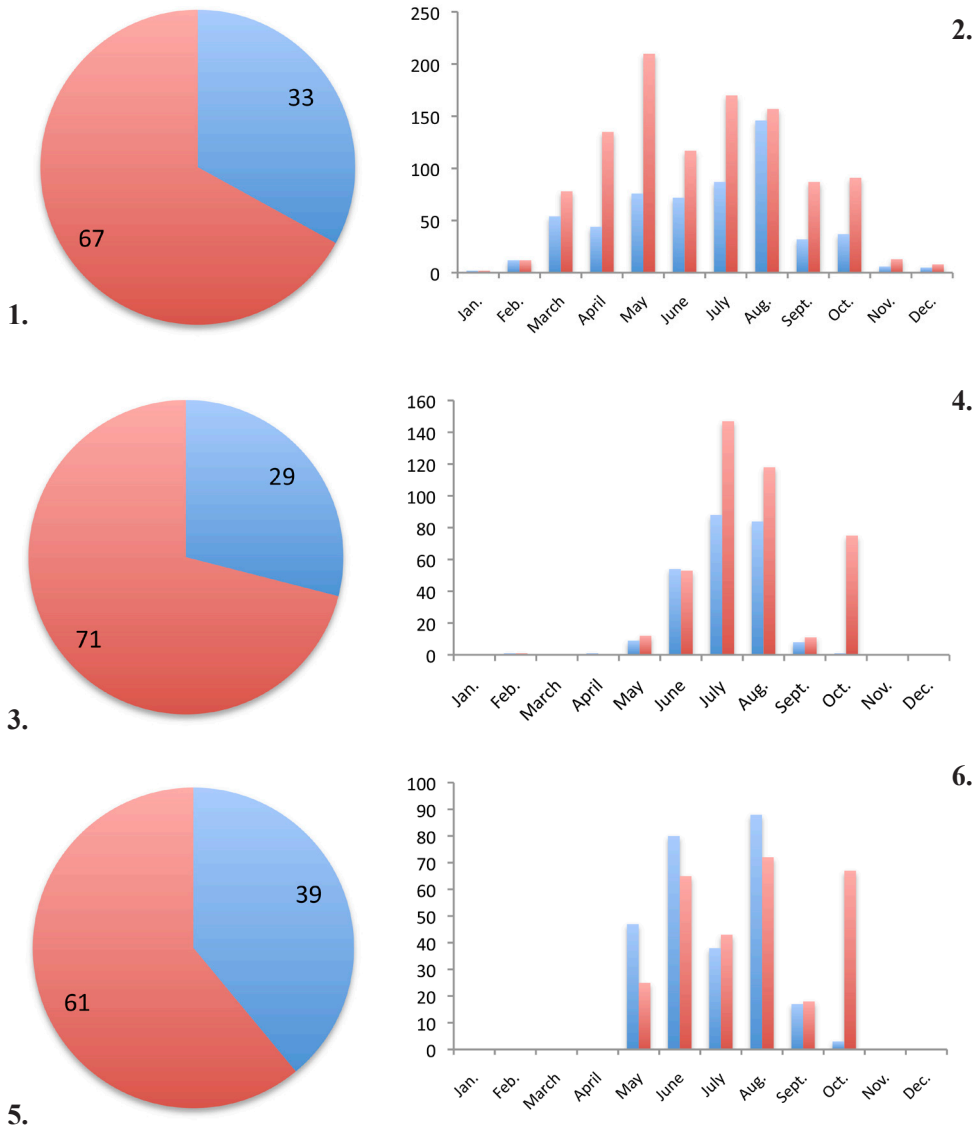 33
67
1.
2.
250
200
150
100
50
0
Jan.
Feb.
March
April
May
June
July
Aug.
Sept.
Oct.
Nov.
Dec.
29
71
3.
4.
160
140
120
100
80
60
40
20
0
Jan.
Feb.
March
April
May
June
July
Aug.
Sept.
Oct.
Nov.
Dec.
39
61
5.
6.
100
90
80
70
60
50
40
30
20
10
0
Jan.
Feb.
March
April
May
June
July
Aug.
Sept.
Oct.
Nov.
Dec.